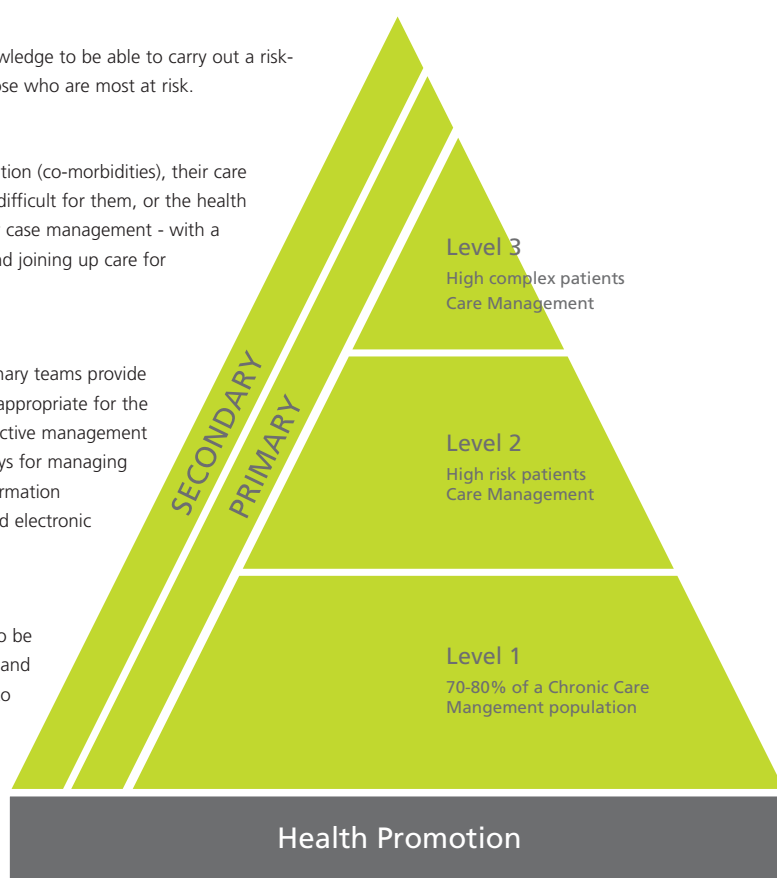 wledge to be able to carry out a risk-
ose who are most at risk.
tion (co-morbidities), their care
difficult for them, or the health
case management - with a
nd joining up care for
nary teams provide
appropriate for the
ctive management
ys for managing
ormation
d electronic
o be
and
o
SECONDARY
PRIMARY
Level 3
High complex patients
Care Management
Level 2
High risk patients
Care Management
Level 1
70-80% of a Chronic Care
Mangement population
Health Promotion